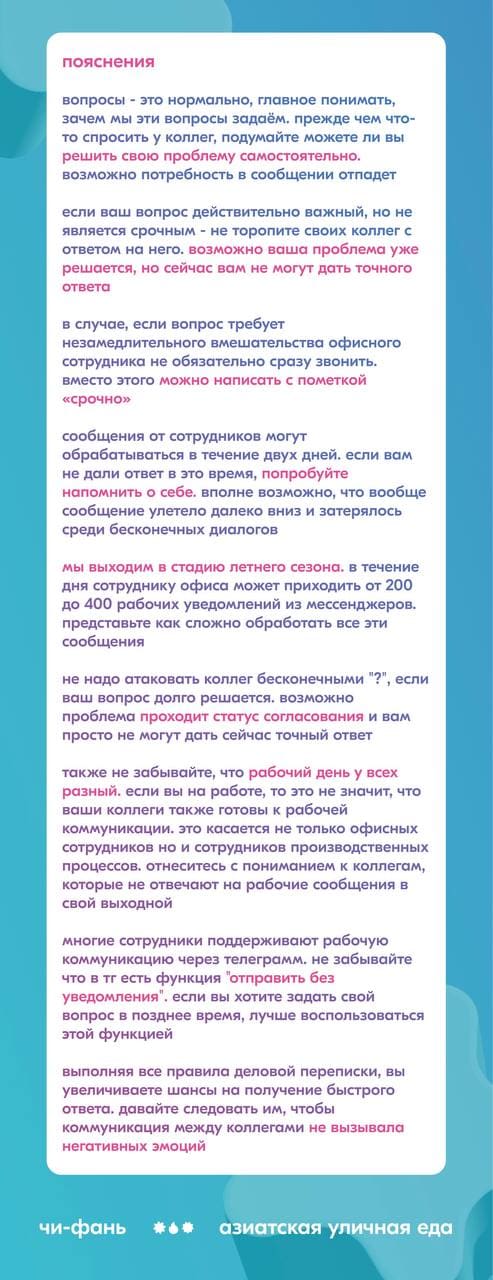 пояснения
вопросы - это нормально, главное понимать,
зачем мы эти вопросы задаём. прежде чем что-
то спросить у коллег, подумайте можете ли вы
решить свою проблему самостоятельно.
возможно потребность в сообщении отпадет
если ваш вопрос действительно важный, но не
является срочным - не торопите своих коллег с
ответом на него. возможно ваша проблема уже
решается, но сейчас вам не могут дать точного
ответа
в случае, если вопрос требует
незамедлительного вмешательства офисного
сотрудника не обязательно сразу звонить.
вместо этого можно написать с пометкой
«срочно»
сообщения от сотрудников могут
обрабатываться в течение двух дней. если вам
не дали ответ в это время, попробуйте
напомнить о себе. вполне возможно, что вообще
сообщение улетело далеко вниз и затерялось
среди бесконечных диалогов
мы выходим в стадию летнего сезона. в течение
дня сотруднику офиса может приходить от 200
до 400 рабочих уведомлений из мессенджеров.
представьте как сложно обработать все эти
сообщения
не надо атаковать коллег бесконечными "?", если
ваш вопрос долго решается. возможно
проблема проходит статус согласования и вам
просто не могут дать сейчас точный ответ
также не забывайте, что рабочий день у всех
разный. если вы на работе, то это не значит, что
ваши коллеги также готовы к рабочей
коммуникации. это касается не только офисных
сотрудников но и сотрудников производственных
процессов. отнеситесь с пониманием к коллегам,
которые не отвечают на рабочие сообщения в
свой выходной
многие сотрудники поддерживают рабочую
коммуникацию через телеграмм. не забывайте
что в тг есть функция "отправить без
уведомления". если вы хотите задать свой
вопрос в позднее время, лучше воспользоваться
этой функцией
выполняя все правила деловой переписки, вы
увеличиваете шансы на получение быстрого
ответа. давайте следовать им, чтобы
коммуникация между коллегами не вызывала
негативных эмоций
чи-фань азиатская уличная еда